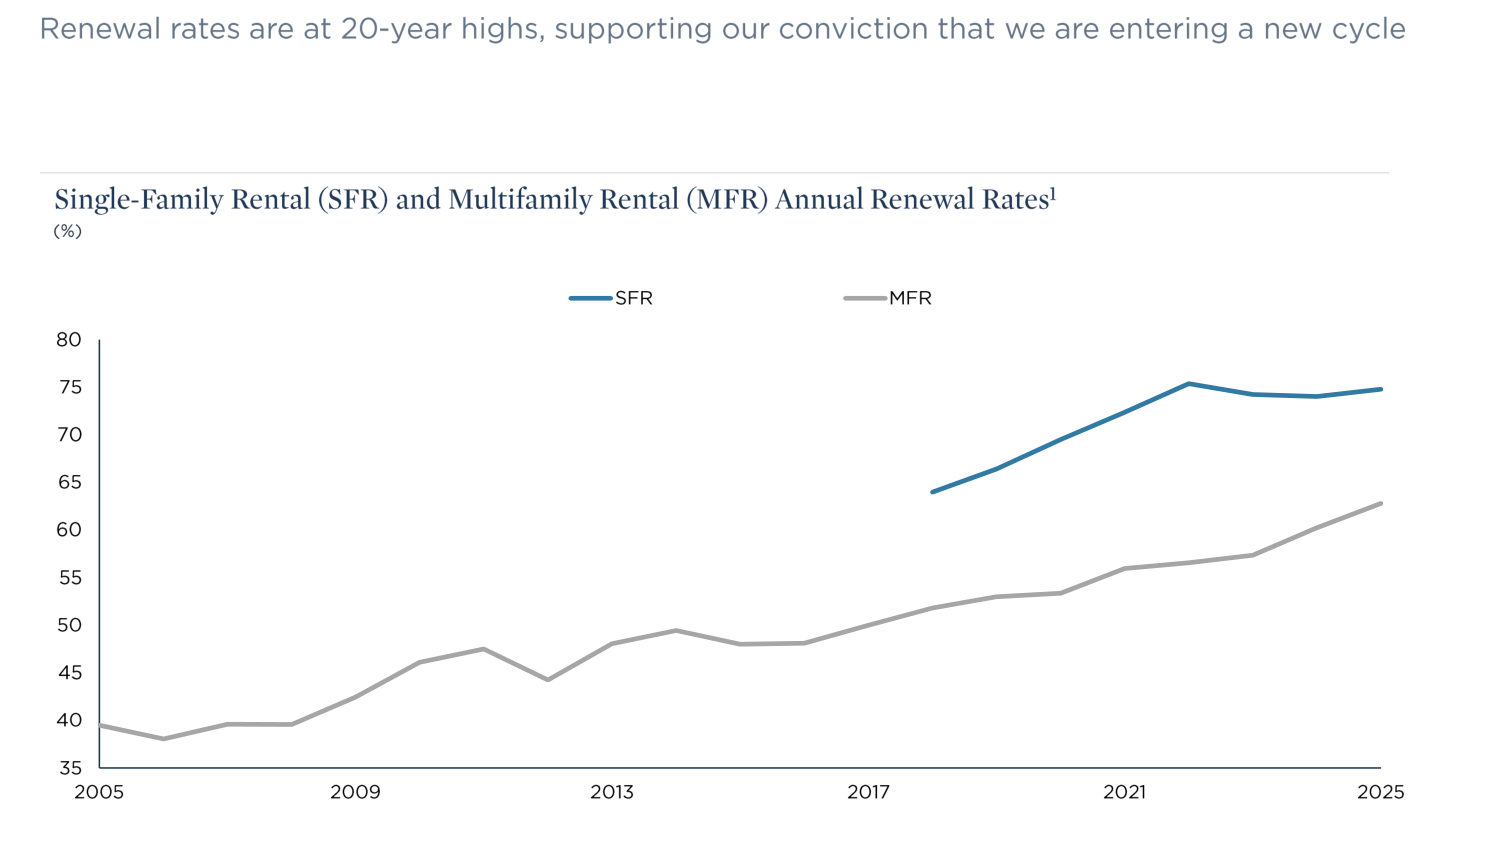 Renewal rates are at 20-year highs, supporting our conviction that we are entering a new cycle
Single-Family Rental (SFR) and Multifamily Rental (MFR) Annual Renewal Rates¹
(%)
SFR MFR
80
75
70
65
60
55
50
45
40
35
2005 2009 2013 2017 2021 2025